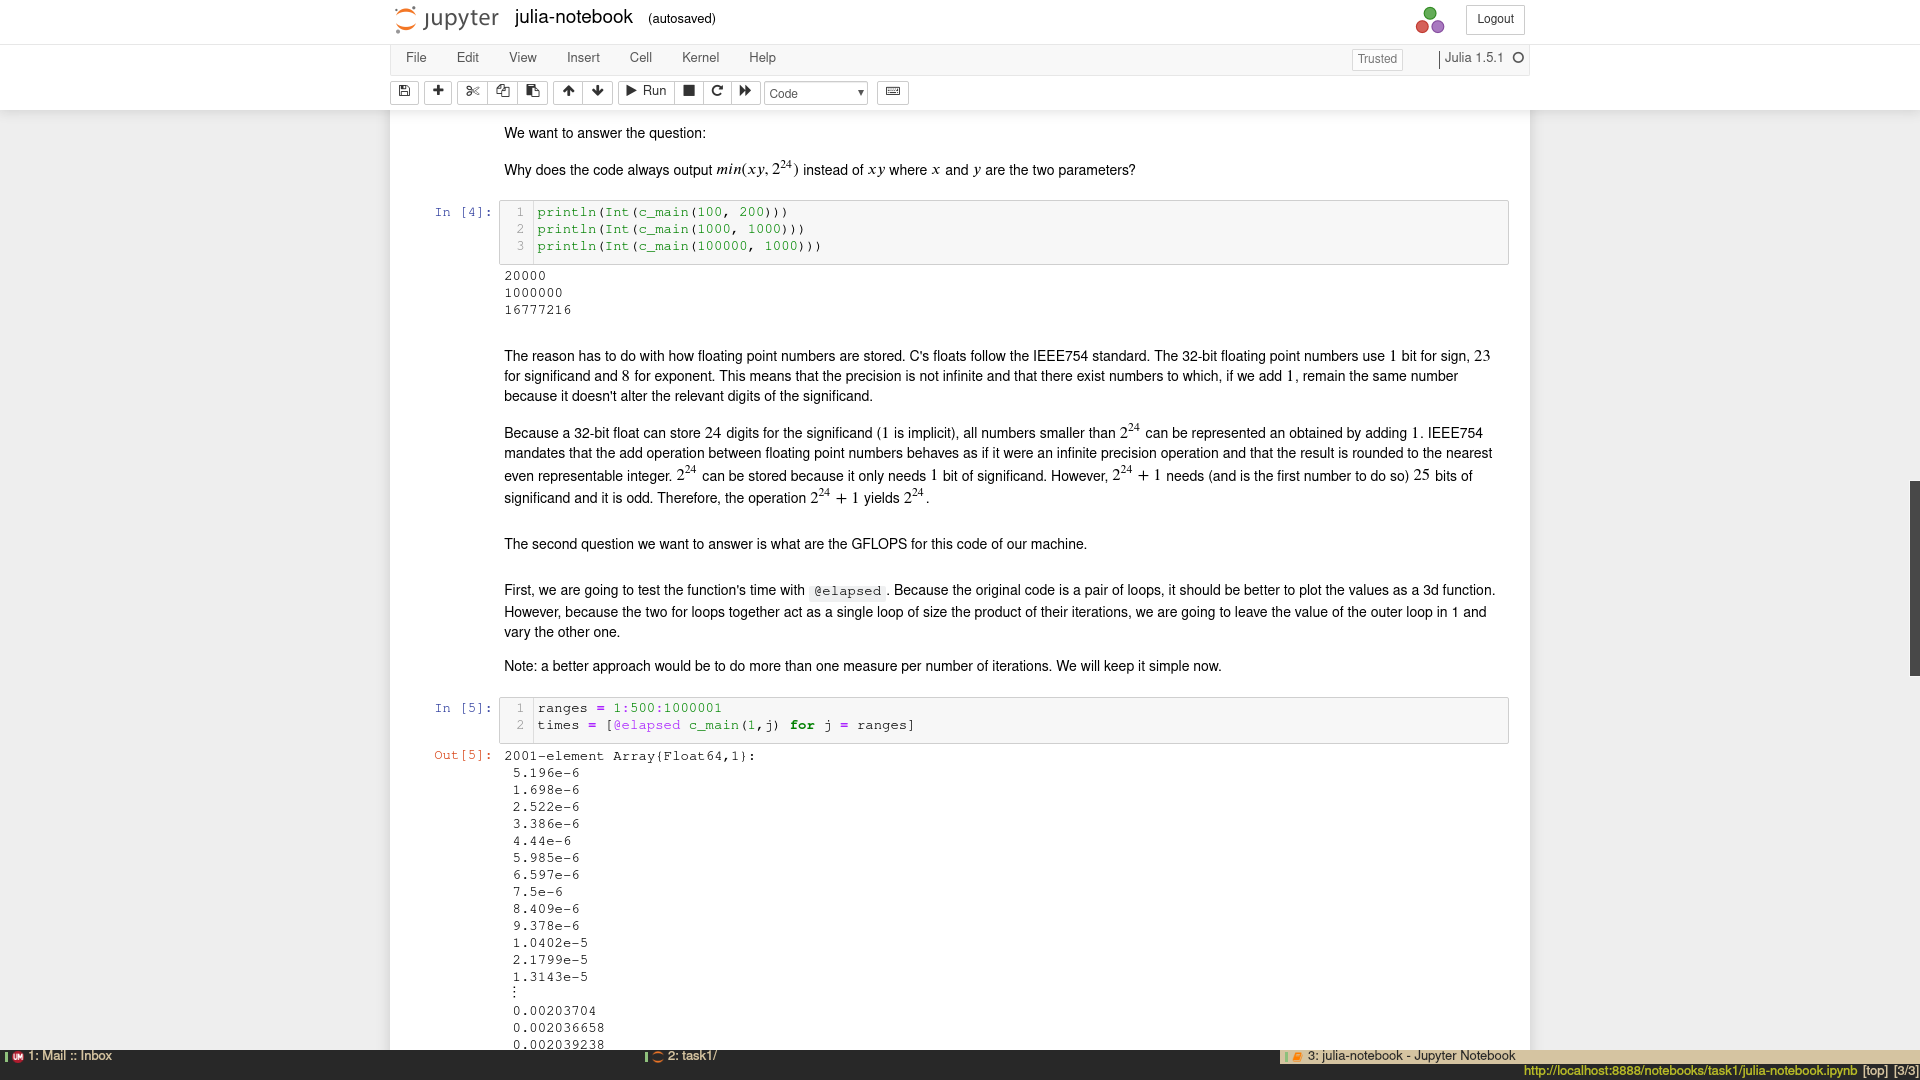 jupyter julia-notebook (autosaved) Logout
File Edit View Insert Cell Kernel Help Trusted Julia 1.5.1
Run Code
We want to answer the question:
Why does the code always output min(xy, 2^24) instead of xy where x and y are the two parameters?
In [4]:
1 println(Int(c_main(100, 200)))
2 println(Int(c_main(1000, 1000)))
3 println(Int(c_main(100000, 1000)))
20000
1000000
16777216
The reason has to do with how floating point numbers are stored. C's floats follow the IEEE754 standard. The 32-bit floating point numbers use 1 bit for sign, 23
for significand and 8 for exponent. This means that the precision is not infinite and that there exist numbers to which, if we add 1, remain the same number
because it doesn't alter the relevant digits of the significand.
Because a 32-bit float can store 24 digits for the significand (1 is implicit), all numbers smaller than 2^24 can be represented an obtained by adding 1. IEEE754
mandates that the add operation between floating point numbers behaves as if it were an infinite precision operation and that the result is rounded to the nearest
even representable integer. 2^24 can be stored because it only needs 1 bit of significand. However, 2^24 + 1 needs (and is the first number to do so) 25 bits of
significand and it is odd. Therefore, the operation 2^24 + 1 yields 2^24.
The second question we want to answer is what are the GFLOPS for this code of our machine.
First, we are going to test the function's time with @elapsed. Because the original code is a pair of loops, it should be better to plot the values as a 3d function.
However, because the two for loops together act as a single loop of size the product of their iterations, we are going to leave the value of the outer loop in 1 and
vary the other one.
Note: a better approach would be to do more than one measure per number of iterations. We will keep it simple now.
In [5]:
1 ranges = 1:500:1000001
2 times = [@elapsed c_main(1,j) for j = ranges]
Out[5]: 2001-element Array{Float64,1}:
5.196e-6
1.698e-6
2.522e-6
3.386e-6
4.44e-6
5.985e-6
6.597e-6
7.5e-6
8.409e-6
9.378e-6
1.0402e-5
2.1799e-5
1.3143e-5
⋮
0.00203704
0.002036658
0.002039238
1: Mail :: Inbox 2: task1/ 3: julia-notebook - Jupyter Notebook
http://localhost:8888/notebooks/task1/julia-notebook.ipynb [top] [3/3]